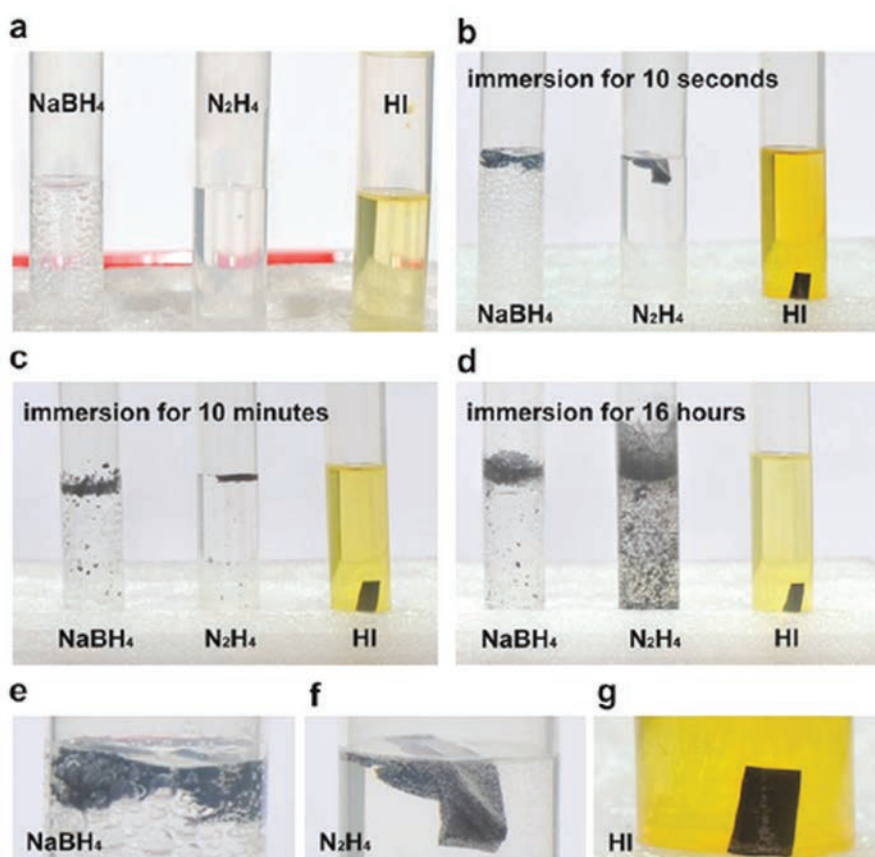 a
NaBH₄ N₂H₄ HI
b
immersion for 10 seconds
NaBH₄ N₂H₄ HI
c
immersion for 10 minutes
NaBH₄ N₂H₄ HI
d
immersion for 16 hours
NaBH₄ N₂H₄ HI
e
NaBH₄
f
N₂H₄
g
HI